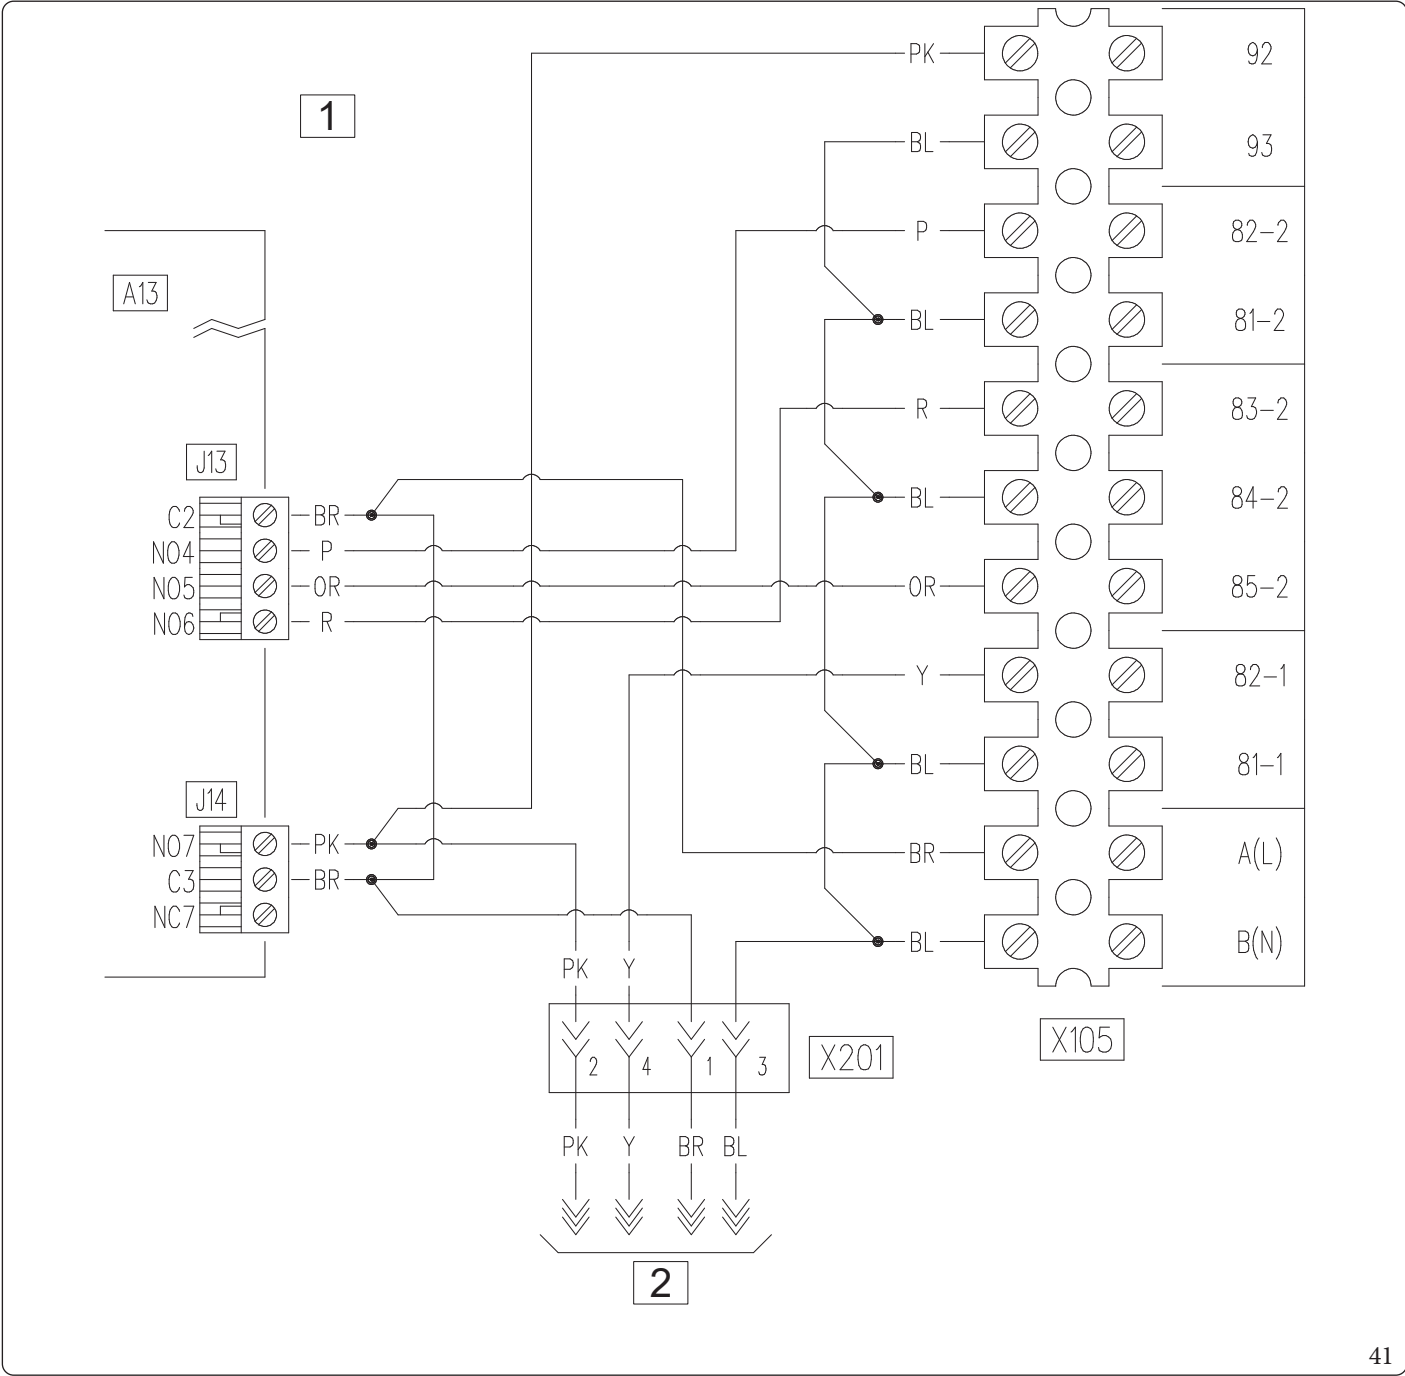 PK 92
1
BL 93
P 82-2
A13
BL 81-2
R 83-2
J13
BL 84-2
C2 BR
NO4 P
NO5 OR OR 85-2
NO6 R
Y 82-1
BL 81-1
J14
NO7 PK BR A(L)
C3 BR
NC7
BL B(N)
PK Y
X105
2 4 1 3 X201
PK Y BR BL
2
41